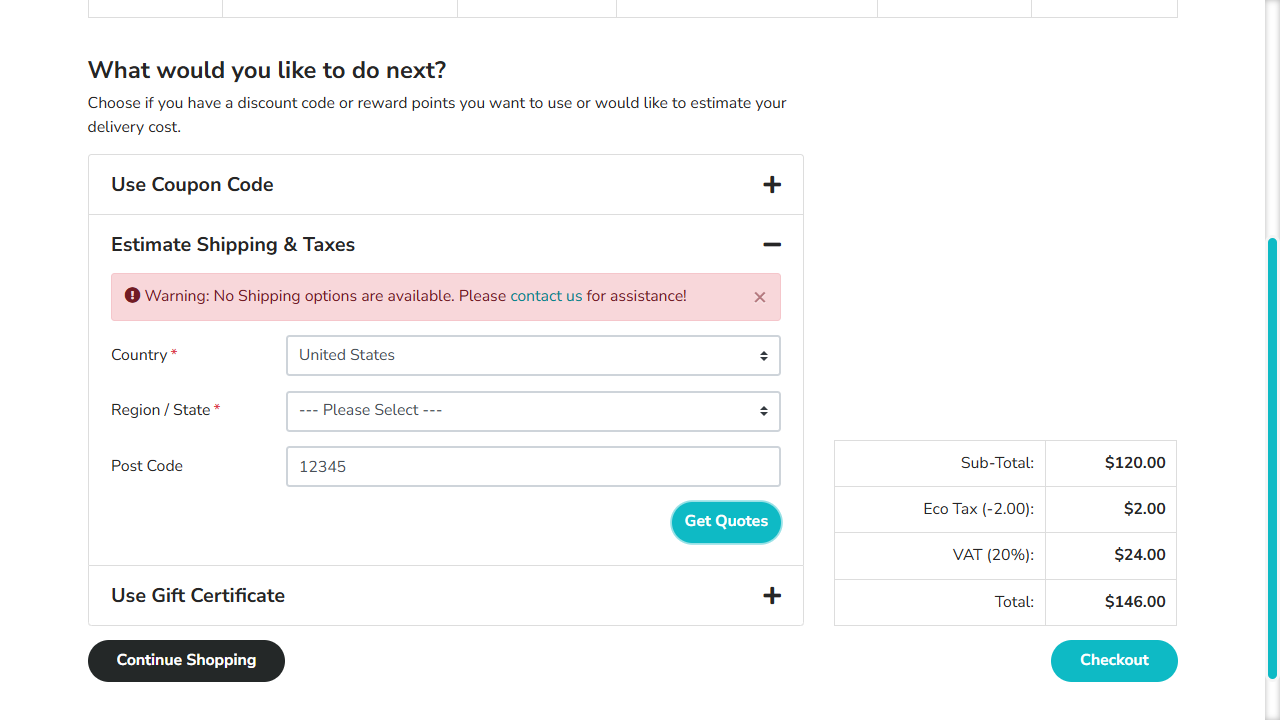 What would you like to do next?
Choose if you have a discount code or reward points you want to use or would like to estimate your
delivery cost.
Use Coupon Code
Estimate Shipping & Taxes
Warning: No Shipping options are available. Please contact us for assistance!
×
Country *
United States
Region / State *
--- Please Select ---
Post Code
12345
Get Quotes
Use Gift Certificate
Sub-Total: $120.00
Eco Tax (-2.00): $2.00
VAT (20%): $24.00
Total: $146.00
Continue Shopping
Checkout